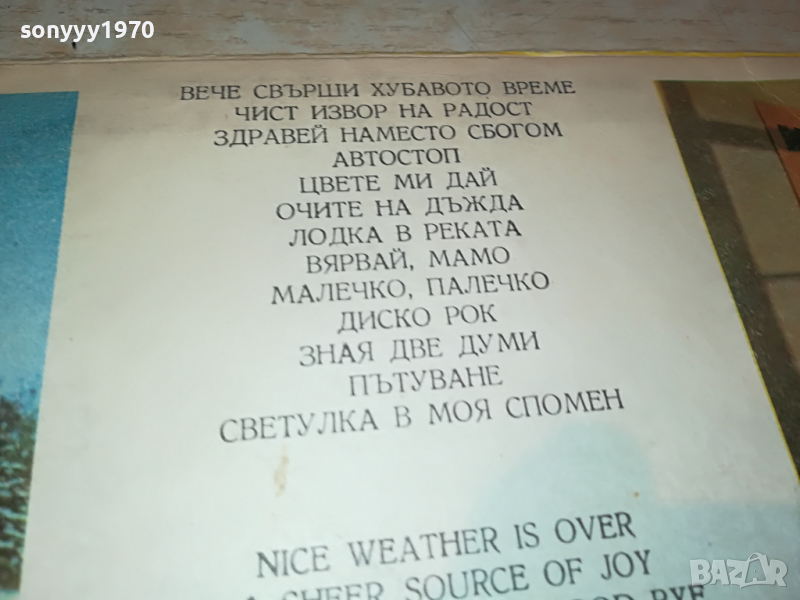 sonyyy1970
ВЕЧЕ СВЪРШИ ХУБАВОТО ВРЕМЕ
ЧИСТ ИЗВОР НА РАДОСТ
ЗДРАВЕЙ НАМЕСТО СБОГОМ
АВТОСТОП
ЦВЕТЕ МИ ДАЙ
ОЧИТЕ НА ДЪЖДА
ЛОДКА В РЕКАТА
ВЯРВАЙ, МАМО
МАЛЕЧКО, ПАЛЕЧКО
ДИСКО РОК
ЗНАЯ ДВЕ ДУМИ
ПЪТУВАНЕ
СВЕТУЛКА В МОЯ СПОМЕН
NICE WEATHER IS OVER
SHEER SOURCE OF JOY
BAZAR.bg